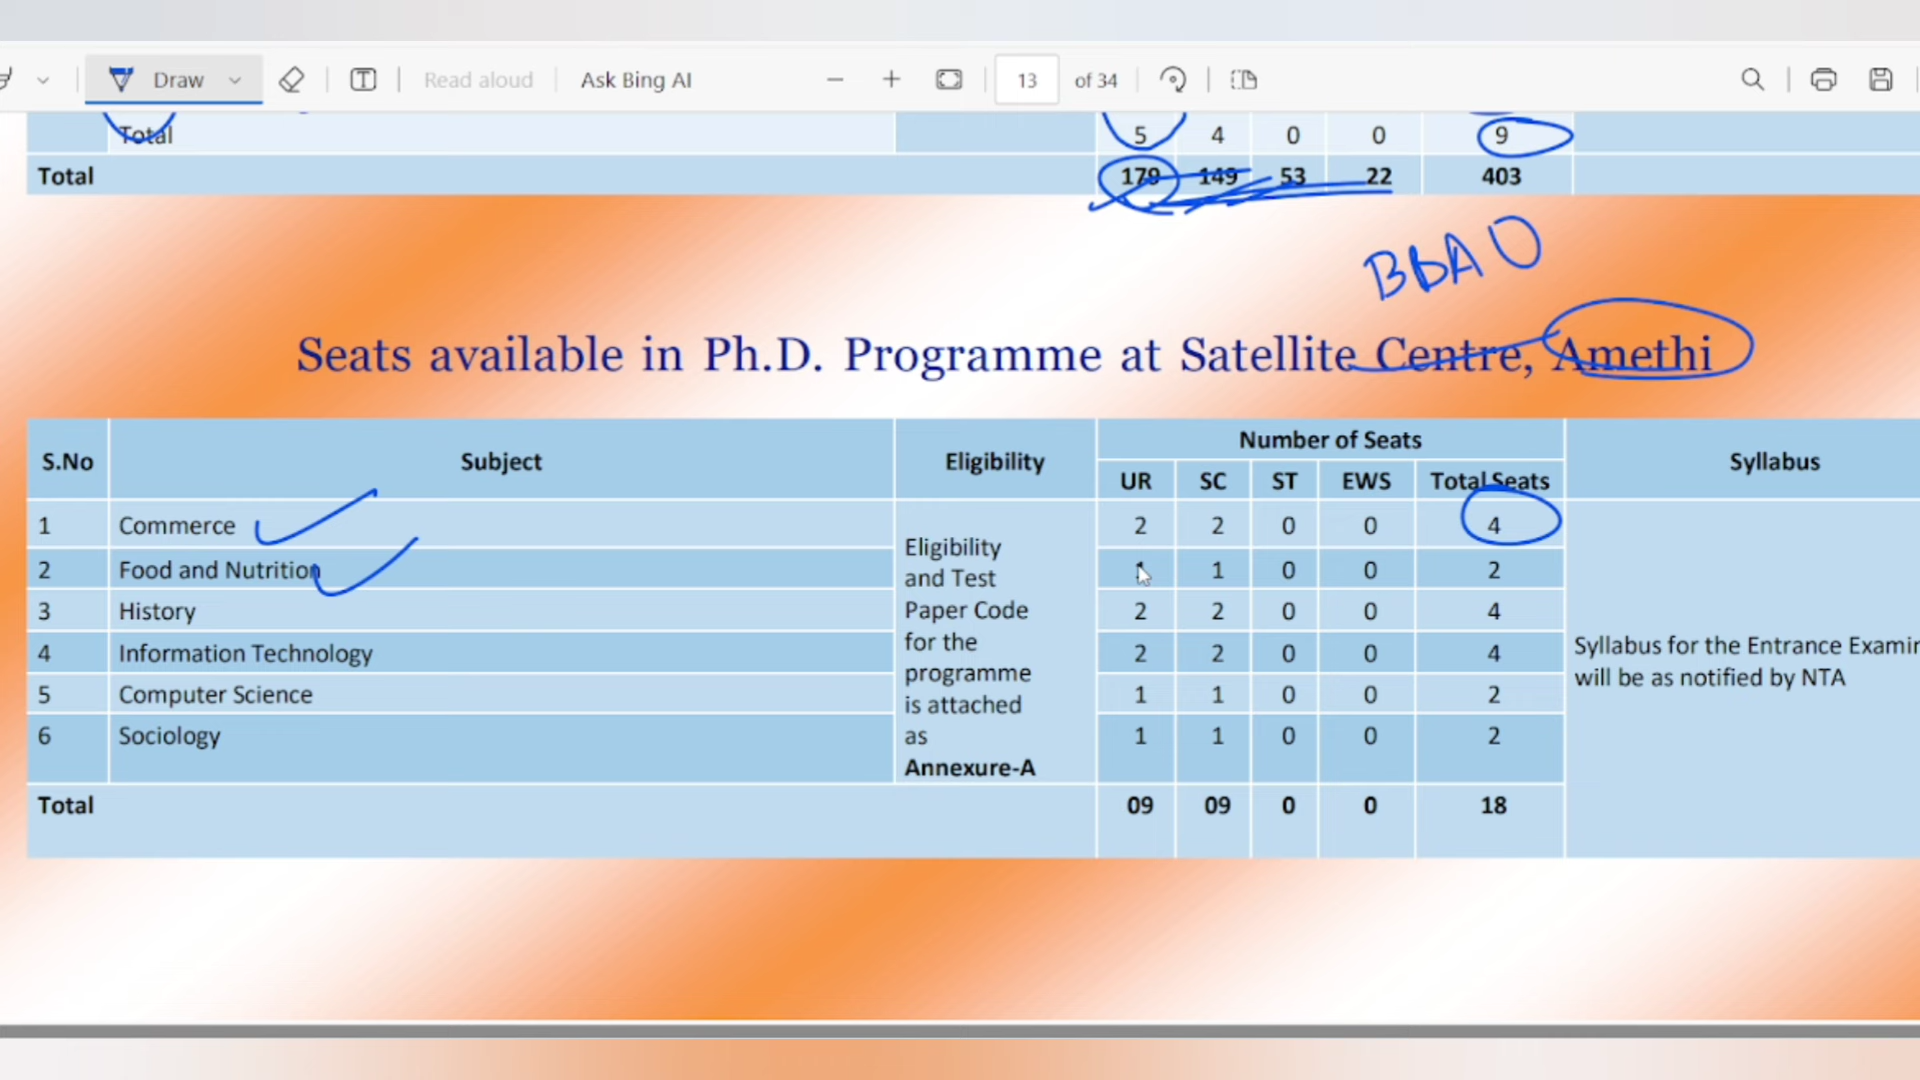 Draw
Read aloud
Ask Bing AI
13 of 34
Total 5 4 0 0 9
Total 179 149 53 22 403
BBAU
Seats available in Ph.D. Programme at Satellite Centre, Amethi
S.No Subject Eligibility Number of Seats Syllabus
UR SC ST EWS Total Seats
1 Commerce 2 2 0 0 4
2 Food and Nutrition 1 0 0 2
3 History 2 2 0 0 4
4 Information Technology 2 2 0 0 4
5 Computer Science 1 1 0 0 2
6 Sociology 1 1 0 0 2
Eligibility
and Test
Paper Code
for the
programme
is attached
as
Annexure-A
Syllabus for the Entrance
will be as notified by NTA
Total 09 09 0 0 18